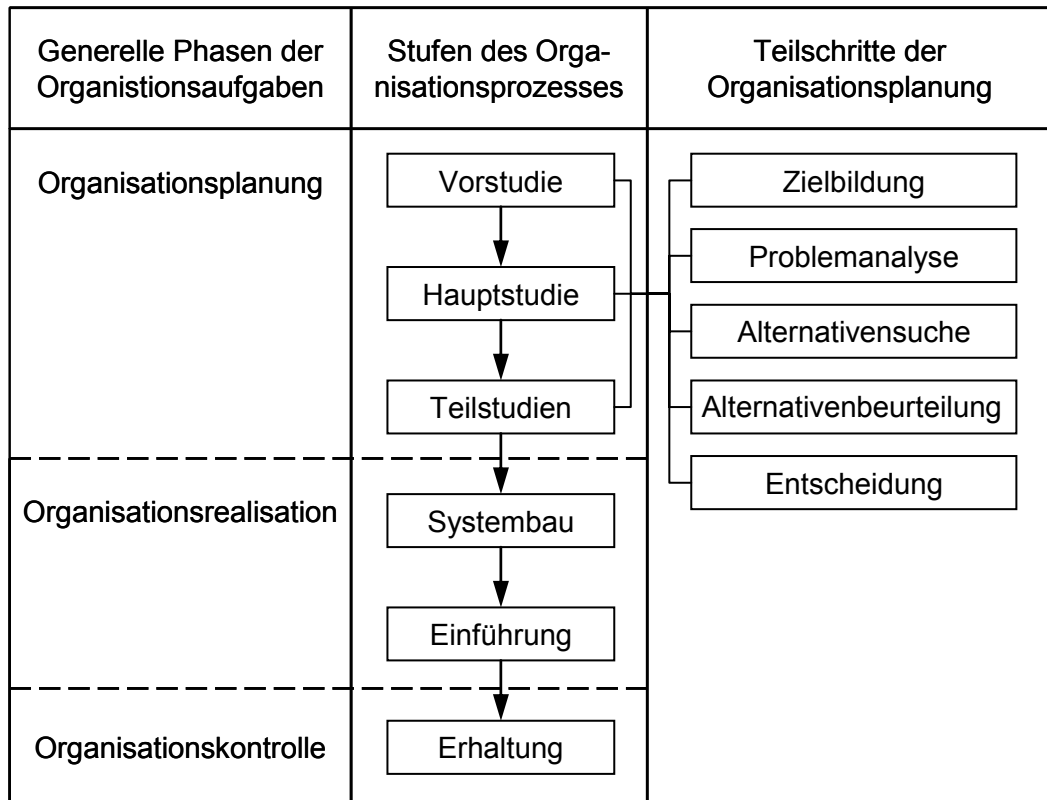 Generelle Phasen der
Organistionsaufgaben
Stufen des Orga-
nisationsprozesses
Teilschritte der
Organisationsplanung
Organisationsplanung
Vorstudie
Hauptstudie
Teilstudien
Zielbildung
Problemanalyse
Alternativensuche
Alternativenbeurteilung
Entscheidung
Organisationsrealisation
Systembau
Einführung
Organisationskontrolle
Erhaltung